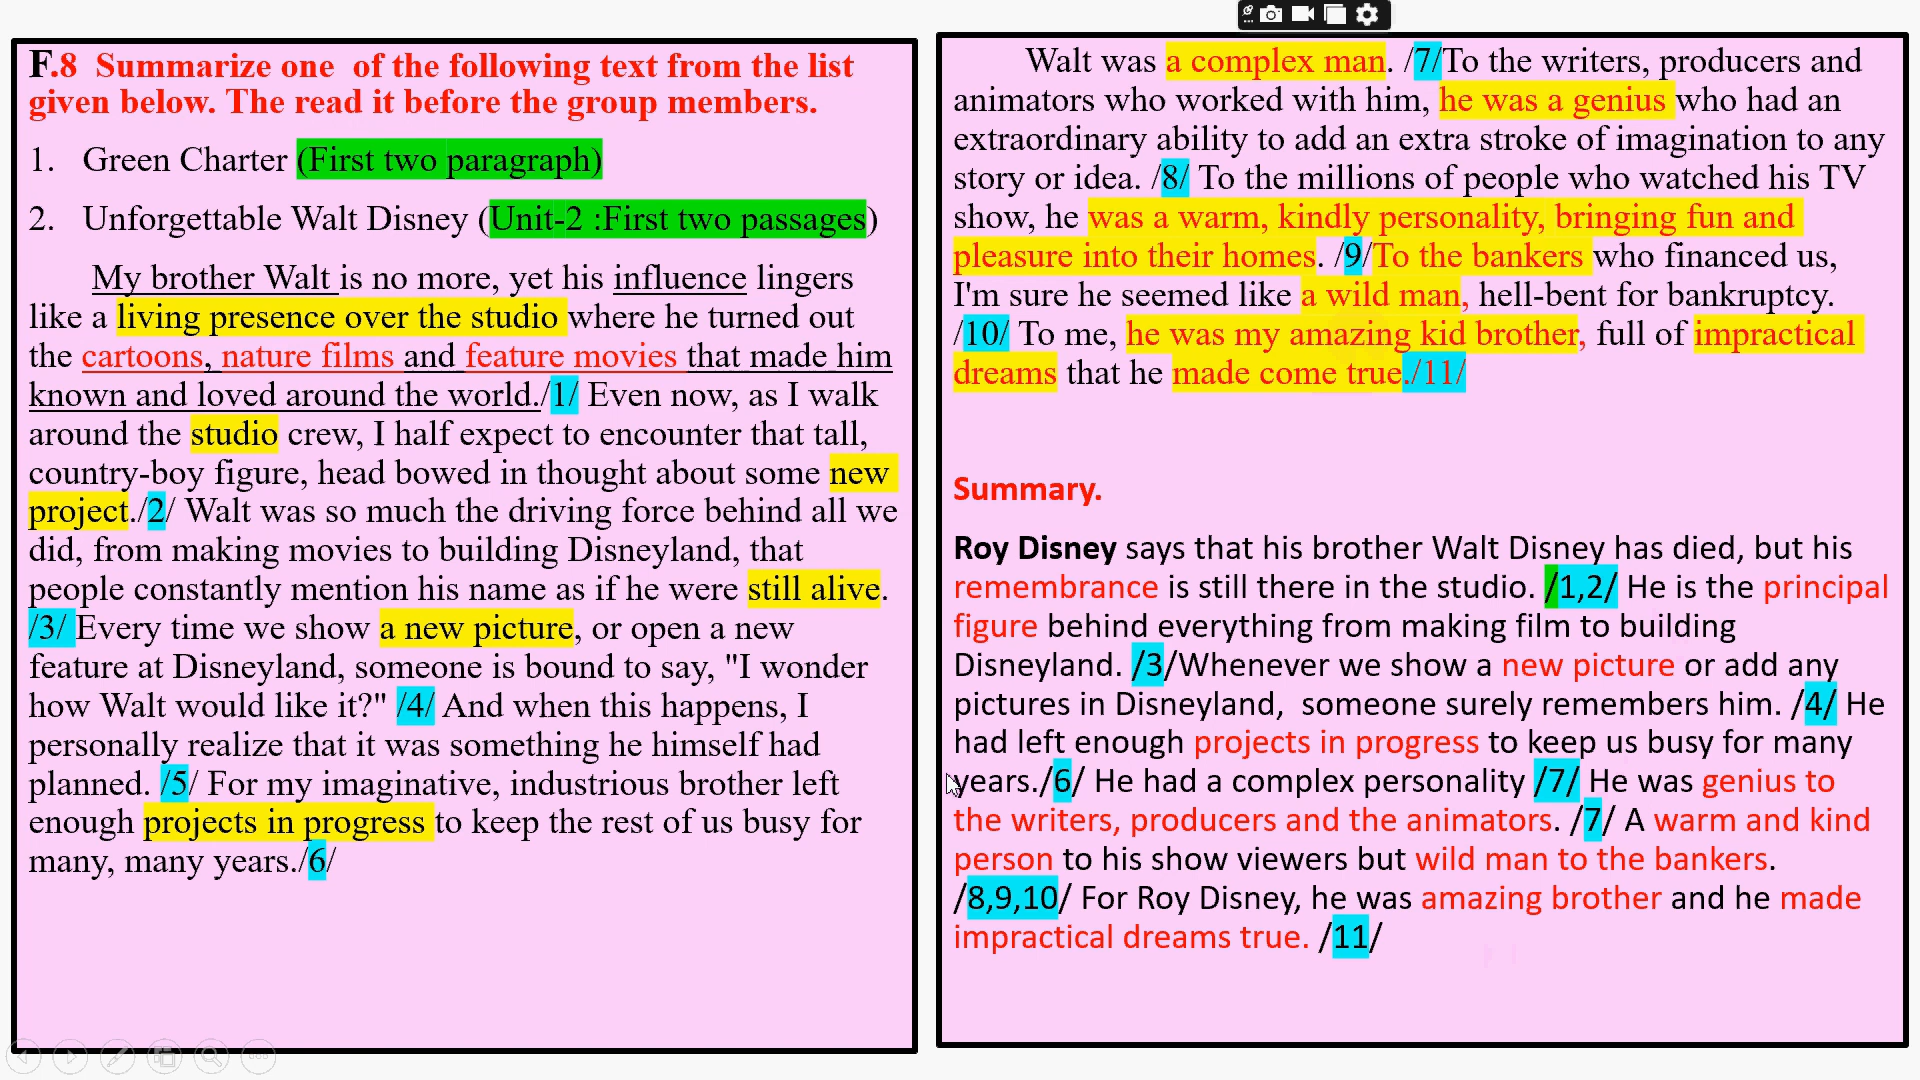 F.8 Summarize one of the following text from the list
given below. The read it before the group members.
1. Green Charter (First two paragraph)
2. Unforgettable Walt Disney (Unit-2 :First two passages)
My brother Walt is no more, yet his influence lingers
like a living presence over the studio where he turned out
the cartoons, nature films and feature movies that made him
known and loved around the world./1/ Even now, as I walk
around the studio crew, I half expect to encounter that tall,
country-boy figure, head bowed in thought about some new
project./2/ Walt was so much the driving force behind all we
did, from making movies to building Disneyland, that
people constantly mention his name as if he were still alive.
/3/ Every time we show a new picture, or open a new
feature at Disneyland, someone is bound to say, "I wonder
how Walt would like it?" /4/ And when this happens, I
personally realize that it was something he himself had
planned. /5/ For my imaginative, industrious brother left
enough projects in progress to keep the rest of us busy for
many, many years./6/
Walt was a complex man. /7/To the writers, producers and
animators who worked with him, he was a genius who had an
extraordinary ability to add an extra stroke of imagination to any
story or idea. /8/ To the millions of people who watched his TV
show, he was a warm, kindly personality, bringing fun and
pleasure into their homes. /9/To the bankers who financed us,
I'm sure he seemed like a wild man, hell-bent for bankruptcy.
/10/ To me, he was my amazing kid brother, full of impractical
dreams that he made come true./11/
Summary.
Roy Disney says that his brother Walt Disney has died, but his
remembrance is still there in the studio. /1,2/ He is the principal
figure behind everything from making film to building
Disneyland. /3/Whenever we show a new picture or add any
pictures in Disneyland, someone surely remembers him. /4/ He
had left enough projects in progress to keep us busy for many
years./6/ He had a complex personality /7/ He was genius to
the writers, producers and the animators. /7/ A warm and kind
person to his show viewers but wild man to the bankers.
/8,9,10/ For Roy Disney, he was amazing brother and he made
impractical dreams true. /11/